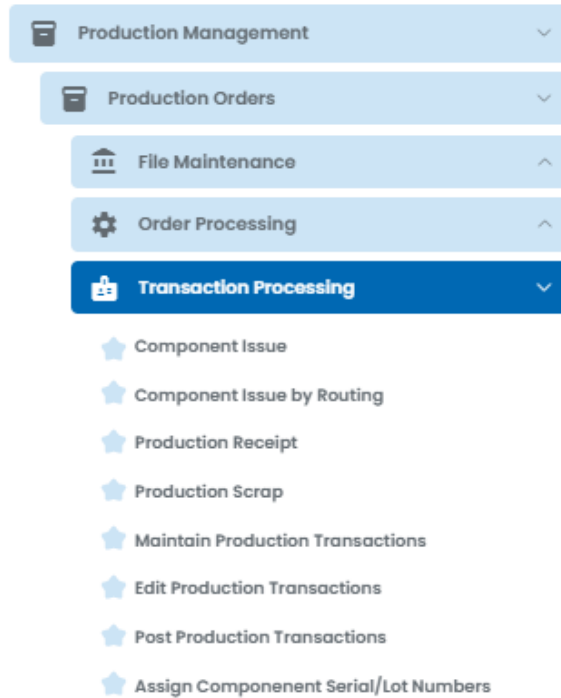 Production Management
Production Orders
File Maintenance
Order Processing
Transaction Processing
Component Issue
Component Issue by Routing
Production Receipt
Production Scrap
Maintain Production Transactions
Edit Production Transactions
Post Production Transactions
Assign Componenent Serial/Lot Numbers